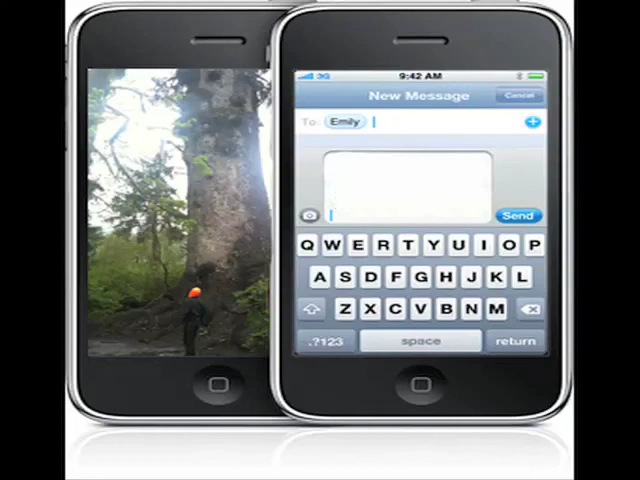 3G 9:42 AM
New Message Cancel
To: Emily
Send
Q W E R T Y U I O P
A S D F G H J K L
Z X C V B N M
.?123 space return